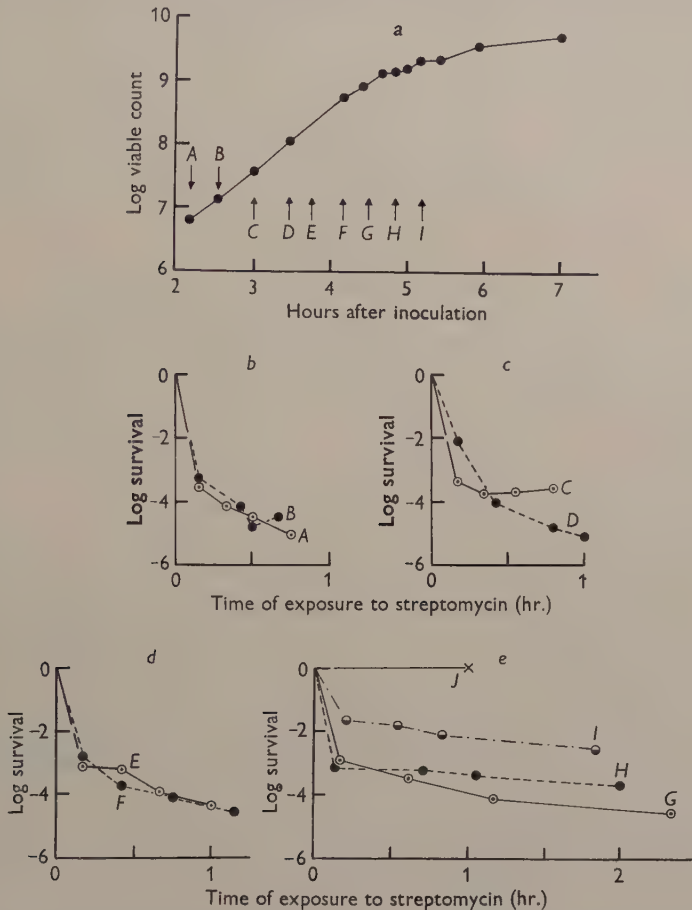 a
10
9
8
7
6
Log viable count
A
B
C
D
E
F
G
H
I
2
3
4
5
6
7
Hours after inoculation
b
0
-2
-4
-6
Log survival
B
A
0
1
c
0
-2
-4
-6
Log survival
C
D
0
1
Time of exposure to streptomycin (hr.)
d
0
-2
-4
-6
Log survival
E
F
0
1
e
0
-2
-4
-6
Log survival
J
I
H
G
0
1
2
Time of exposure to streptomycin (hr.)